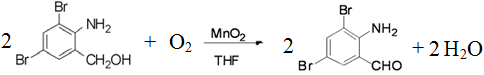 2 Br NH₂ Br CH₂OH + O₂ MnO₂ THF 2 Br NH₂ Br CHO + 2 H₂O